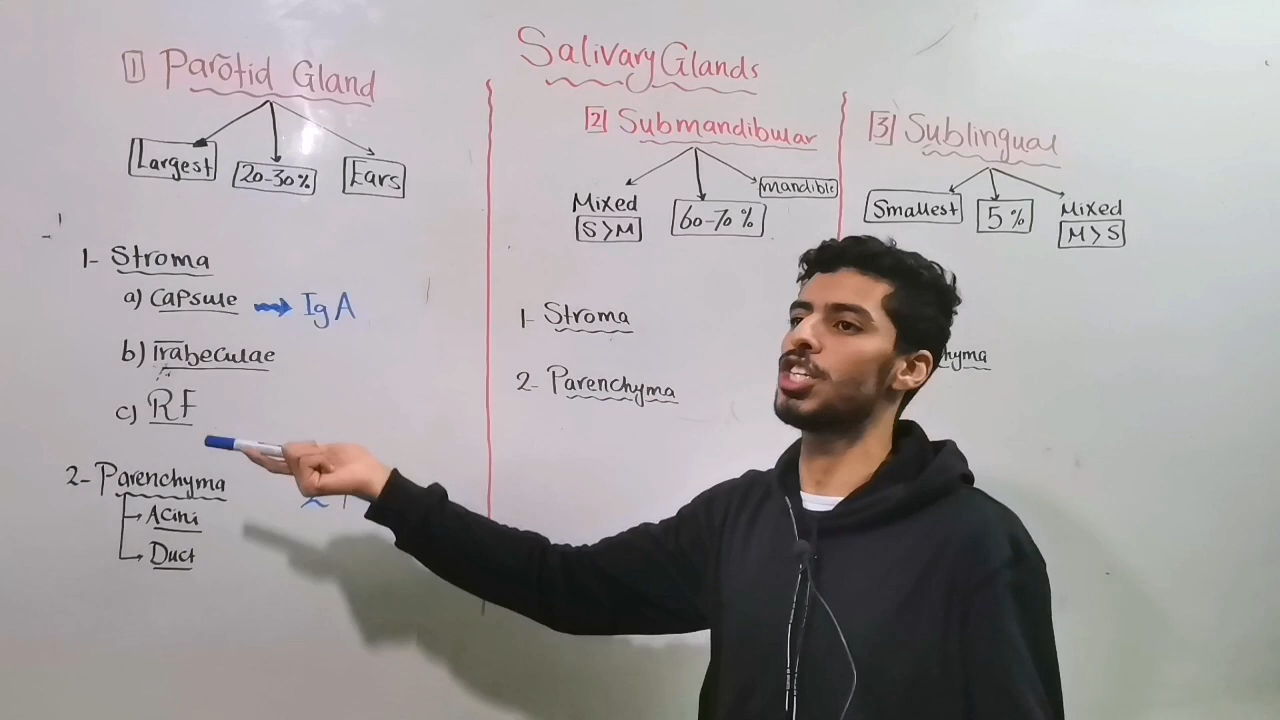 Salivary Glands
1 Parotid Gland
Largest 20-30% Ears
1- Stroma
a) Capsule → IgA
b) Trabeculae
c) RF
2- Parenchyma
→ Acini
→ Duct
2 Submandibular
Mixed S>M 60-70% mandible
1- Stroma
2- Parenchyma
3 Sublingual
Smallest 5% Mixed M>S
hyma